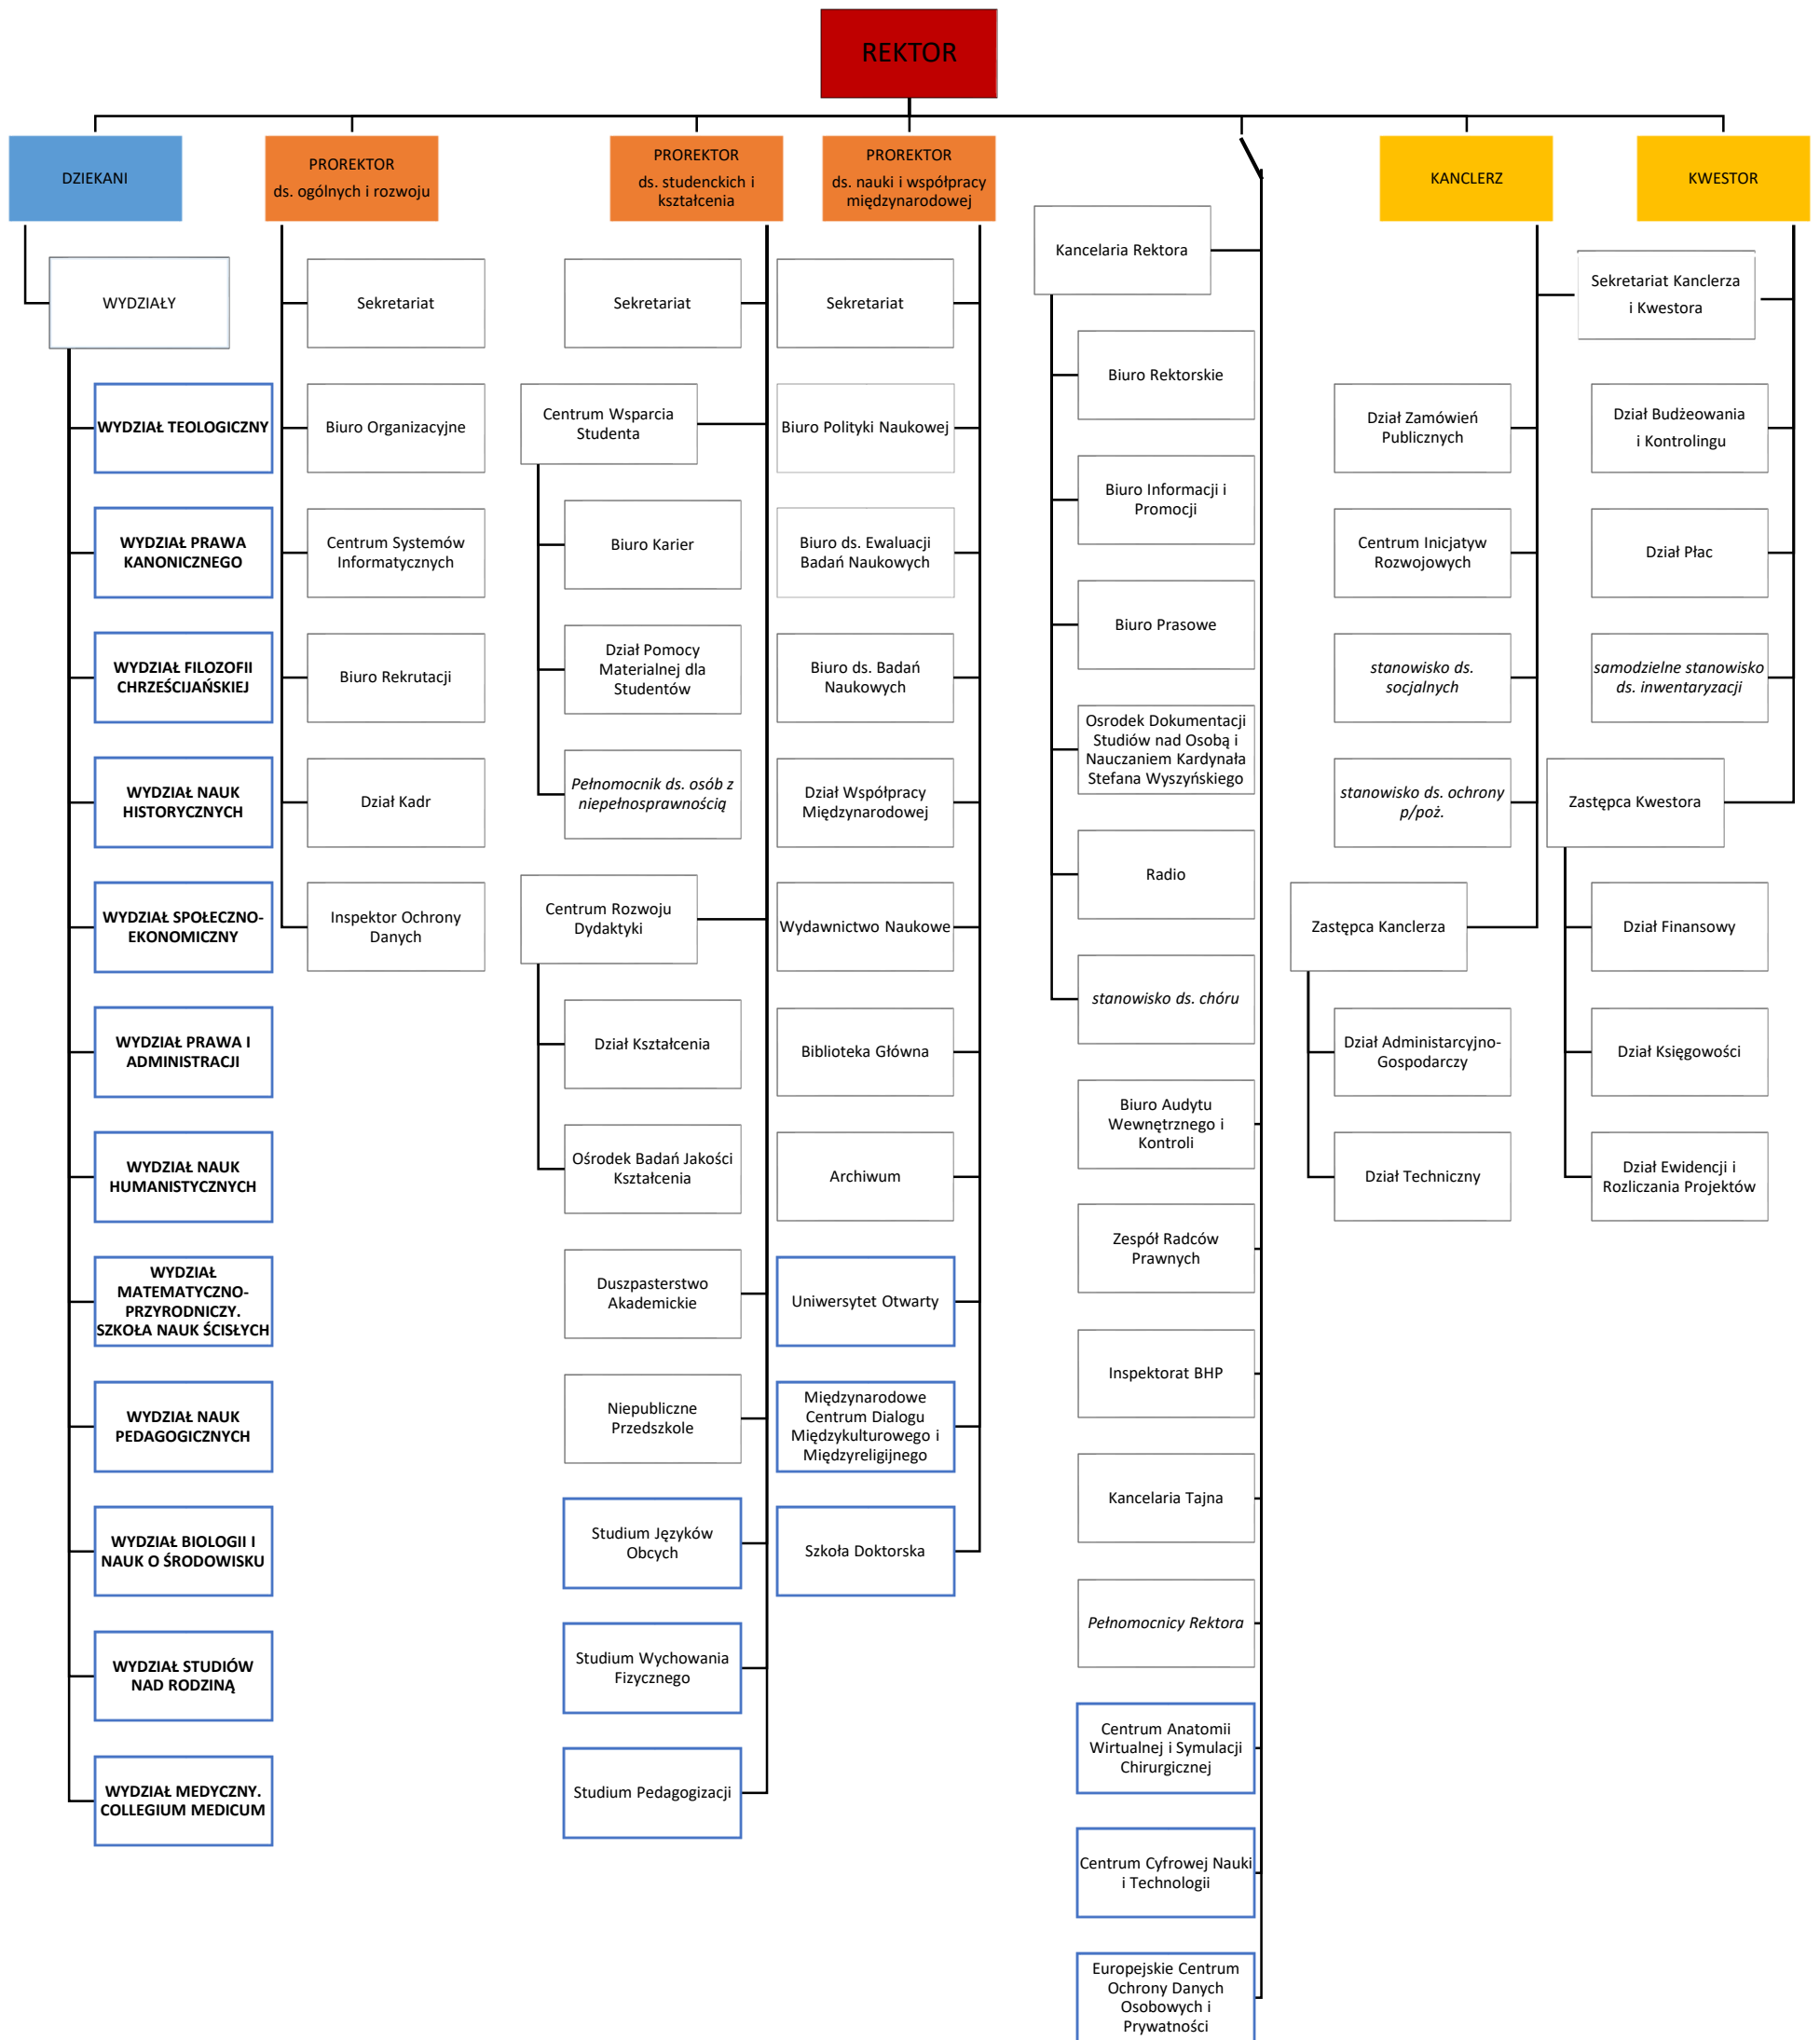 REKTOR
DZIEKANI
PROREKTOR
ds. ogólnych i rozwoju
PROREKTOR
ds. studenckich i
kształcenia
PROREKTOR
ds. nauki i współpracy
międzynarodowej
KANCLERZ
KWESTOR
WYDZIAŁY
WYDZIAŁ TEOLOGICZNY
WYDZIAŁ PRAWA
KANONICZNEGO
WYDZIAŁ FILOZOFII
CHRZEŚCIJAŃSKIEJ
WYDZIAŁ NAUK
HISTORYCZNYCH
WYDZIAŁ SPOŁECZNO-
EKONOMICZNY
WYDZIAŁ PRAWA I
ADMINISTRACJI
WYDZIAŁ NAUK
HUMANISTYCZNYCH
WYDZIAŁ
MATEMATYCZNO-
PRZYRODNICZY.
SZKOŁA NAUK ŚCISŁYCH
WYDZIAŁ NAUK
PEDAGOGICZNYCH
WYDZIAŁ BIOLOGII I
NAUK O ŚRODOWISKU
WYDZIAŁ STUDIÓW
NAD RODZINĄ
WYDZIAŁ MEDYCZNY.
COLLEGIUM MEDICUM
Sekretariat
Biuro Organizacyjne
Centrum Systemów
Informatycznych
Biuro Rekrutacji
Dział Kadr
Inspektor Ochrony
Danych
Sekretariat
Centrum Wsparcia
Studenta
Biuro Karier
Dział Pomocy
Materialnej dla
Studentów
Pełnomocnik ds. osób z
niepełnosprawnością
Centrum Rozwoju
Dydaktyki
Dział Kształcenia
Ośrodek Badań Jakości
Kształcenia
Duszpasterstwo
Akademickie
Niepubliczne
Przedszkole
Studium Języków
Obcych
Studium Wychowania
Fizycznego
Studium Pedagogizacji
Sekretariat
Biuro Polityki Naukowej
Biuro ds. Ewaluacji
Badań Naukowych
Biuro ds. Badań
Naukowych
Dział Współpracy
Międzynarodowej
Wydawnictwo Naukowe
Biblioteka Główna
Archiwum
Uniwersytet Otwarty
Międzynarodowe
Centrum Dialogu
Międzykulturowego i
Międzyreligijnego
Szkoła Doktorska
Kancelaria Rektora
Biuro Rektorskie
Biuro Informacji i
Promocji
Biuro Prasowe
Osrodek Dokumentacji
Studiów nad Osobą i
Nauczaniem Kardynała
Stefana Wyszyńskiego
Radio
stanowisko ds. chóru
Biuro Audytu
Wewnętrznego i
Kontroli
Zespół Radców
Prawnych
Inspektorat BHP
Kancelaria Tajna
Pełnomocnicy Rektora
Centrum Anatomii
Wirtualnej i Symulacji
Chirurgicznej
Centrum Cyfrowej Nauki
i Technologii
Europejskie Centrum
Ochrony Danych
Osobowych i
Prywatności
Sekretariat Kanclerza
i Kwestora
Dział Zamówień
Publicznych
Centrum Inicjatyw
Rozwojowych
stanowisko ds.
socjalnych
stanowisko ds. ochrony
p/poż.
Zastępca Kanclerza
Dział Administarcyjno-
Gospodarczy
Dział Techniczny
Dział Budżeowania
i Kontrolingu
Dział Płac
samodzielne stanowisko
ds. inwentaryzacji
Zastępca Kwestora
Dział Finansowy
Dział Księgowości
Dział Ewidencji i
Rozliczania Projektów